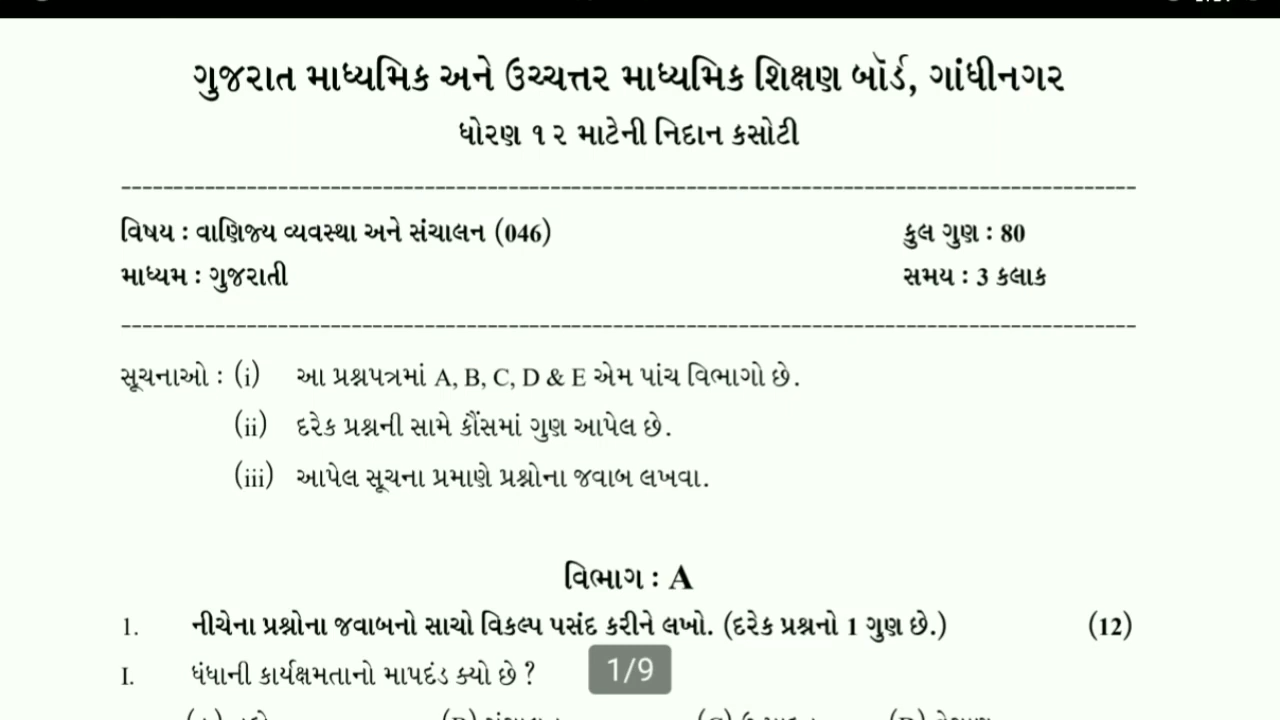 ગુજરાત માધ્યમિક અને ઉચ્ચત્તર માધ્યમિક શિક્ષણ બૉર્ડ, ગાંધીનગર
ધોરણ ૧૨ માટેની નિદાન કસોટી
વિષય : વાણિજ્ય વ્યવસ્થા અને સંચાલન (046) કુલ ગુણ : 80
માધ્યમ : ગુજરાતી સમય : 3 કલાક
સૂચનાઓ : (i) આ પ્રશ્નપત્રમાં A, B, C, D & E એમ પાંચ વિભાગો છે.
(ii) દરેક પ્રશ્નની સામે કૌંસમાં ગુણ આપેલ છે.
(iii) આપેલ સૂચના પ્રમાણે પ્રશ્નોના જવાબ લખવા.
વિભાગ : A
1. નીચેના પ્રશ્નોના જવાબનો સાચો વિકલ્પ પસંદ કરીને લખો. (દરેક પ્રશ્નનો 1 ગુણ છે.) (12)
I. ધંધાની કાર્યક્ષમતાનો માપદંડ ક્યો છે ?
1/9